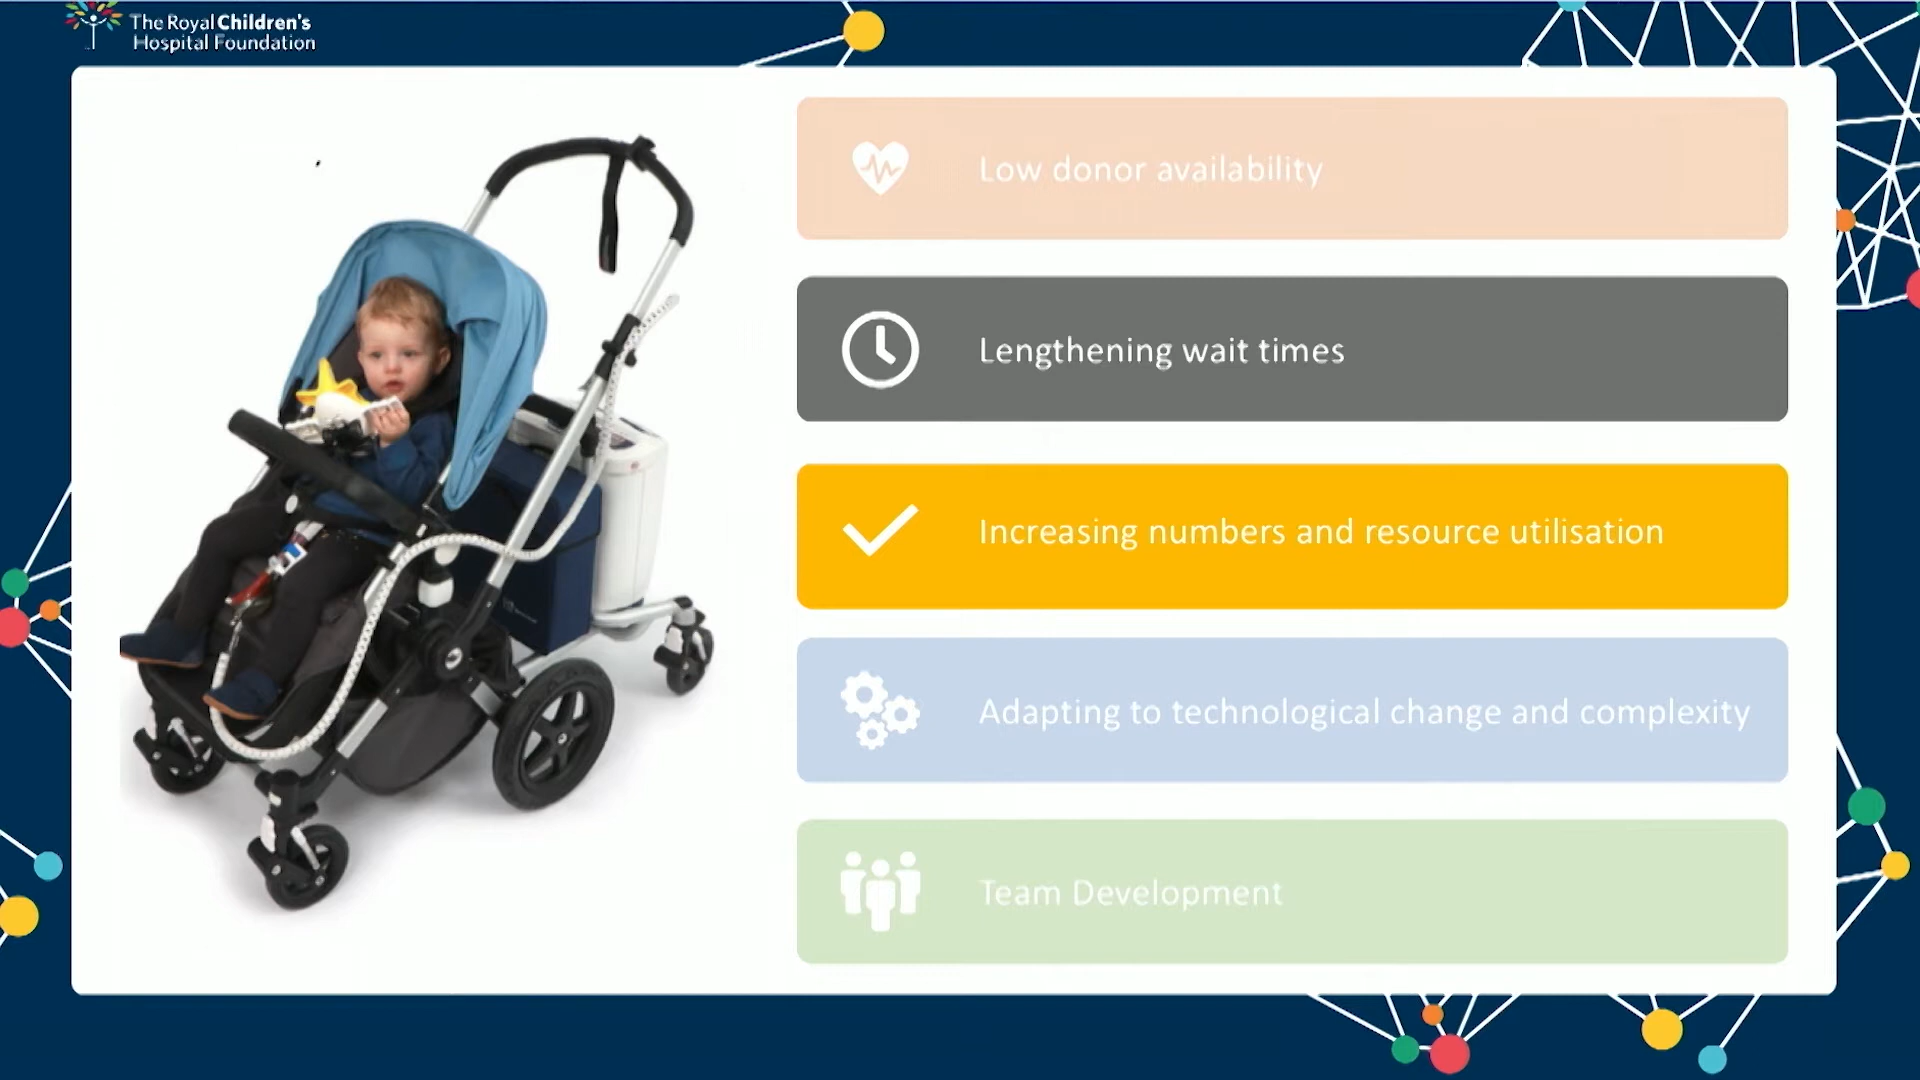 The Royal Children's
Hospital Foundation
Low donor availability
Lengthening wait times
Increasing numbers and resource utilisation
Adapting to technological change and complexity
Team Development